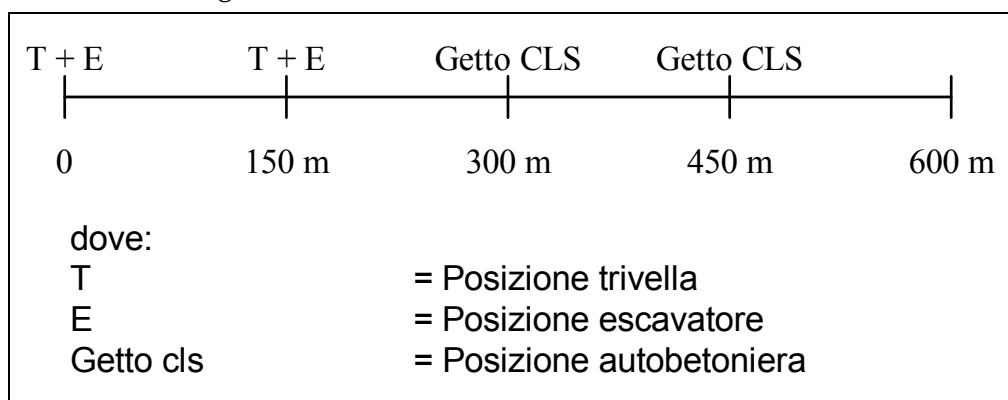 T + E T + E Getto CLS Getto CLS
0 150 m 300 m 450 m 600 m
dove:
T = Posizione trivella
E = Posizione escavatore
Getto cls = Posizione autobetoniera